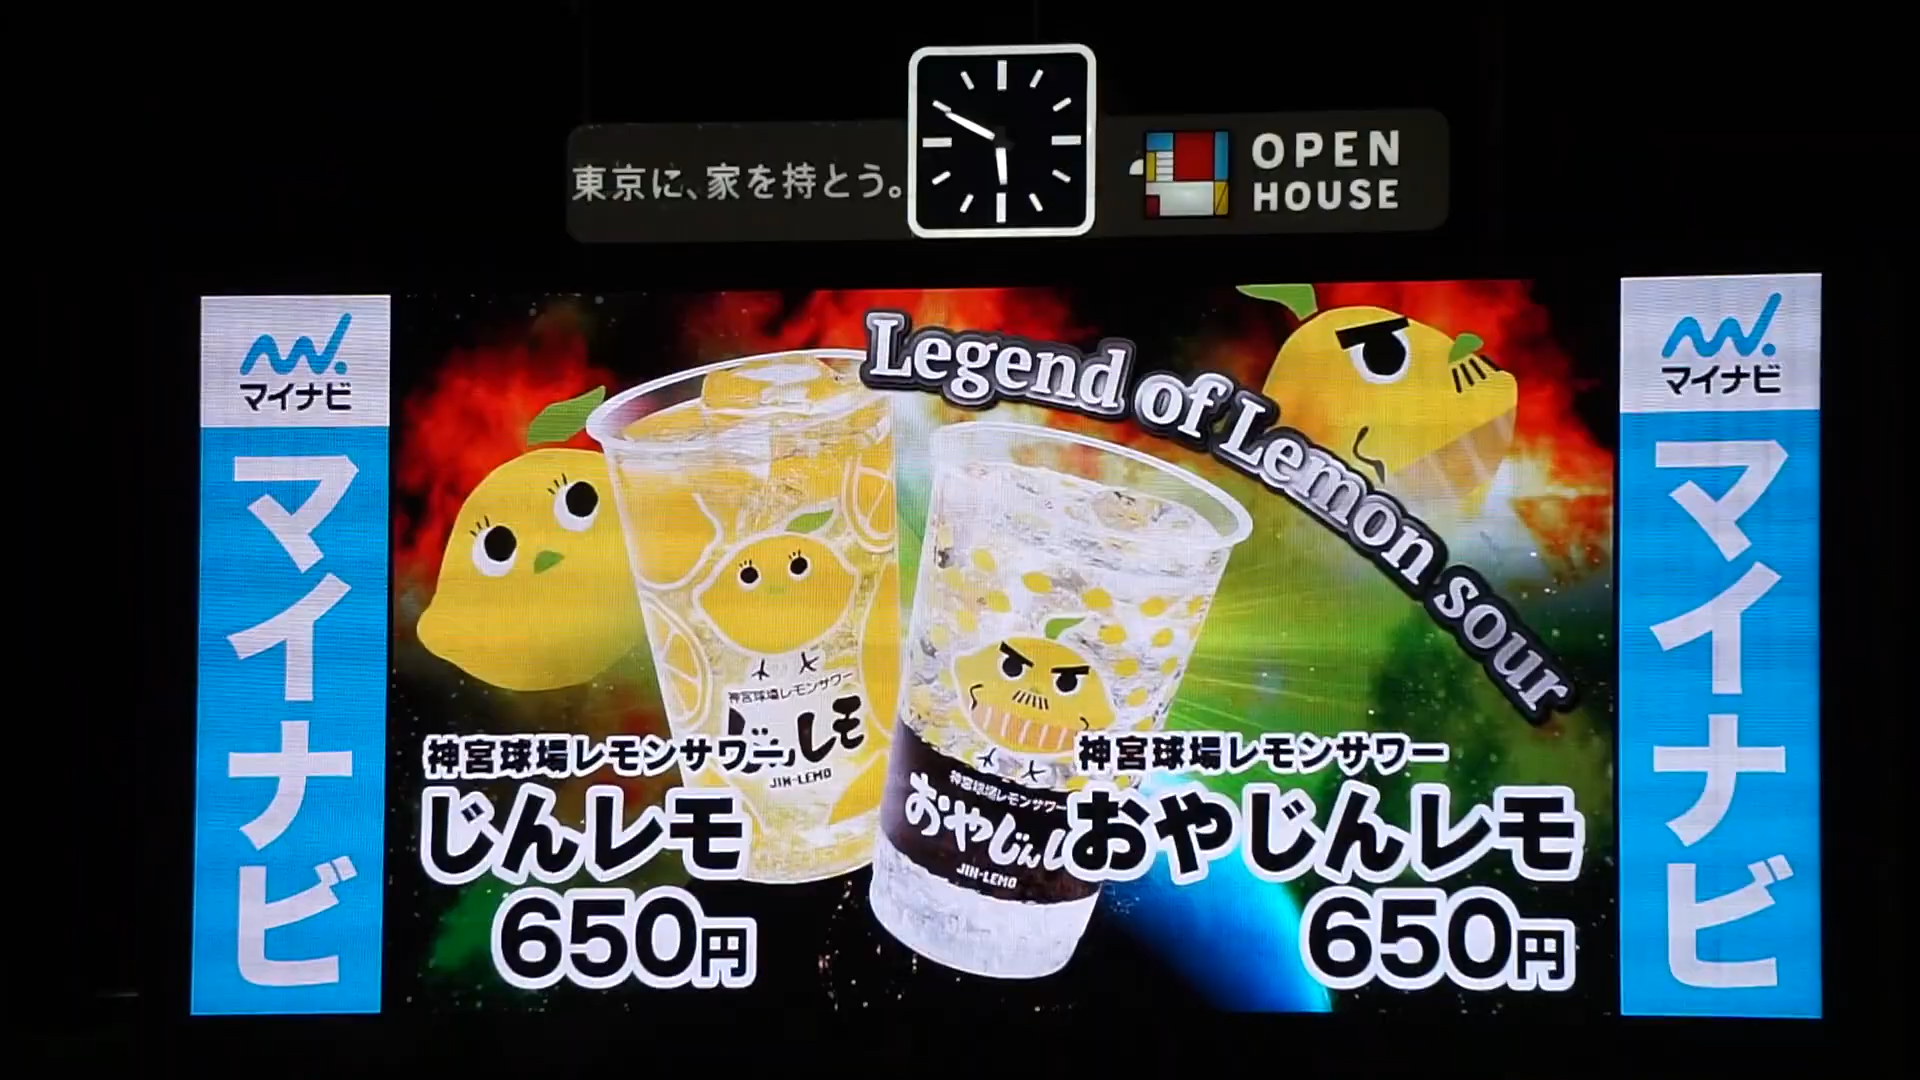 東京に、家を持とう。
OPEN
HOUSE
マイナビ
マイナビ
Legend of Lemon sour
神宮球場レモンサワー
じんレモ
JIN-LEMO
神宮球場レモンサワー
おやじんレ
JIN-LEMO
神宮球場レモンサワー
じんレモ
650円
神宮球場レモンサワー
おやじんレモ
650円
マイナビ
マイナビ